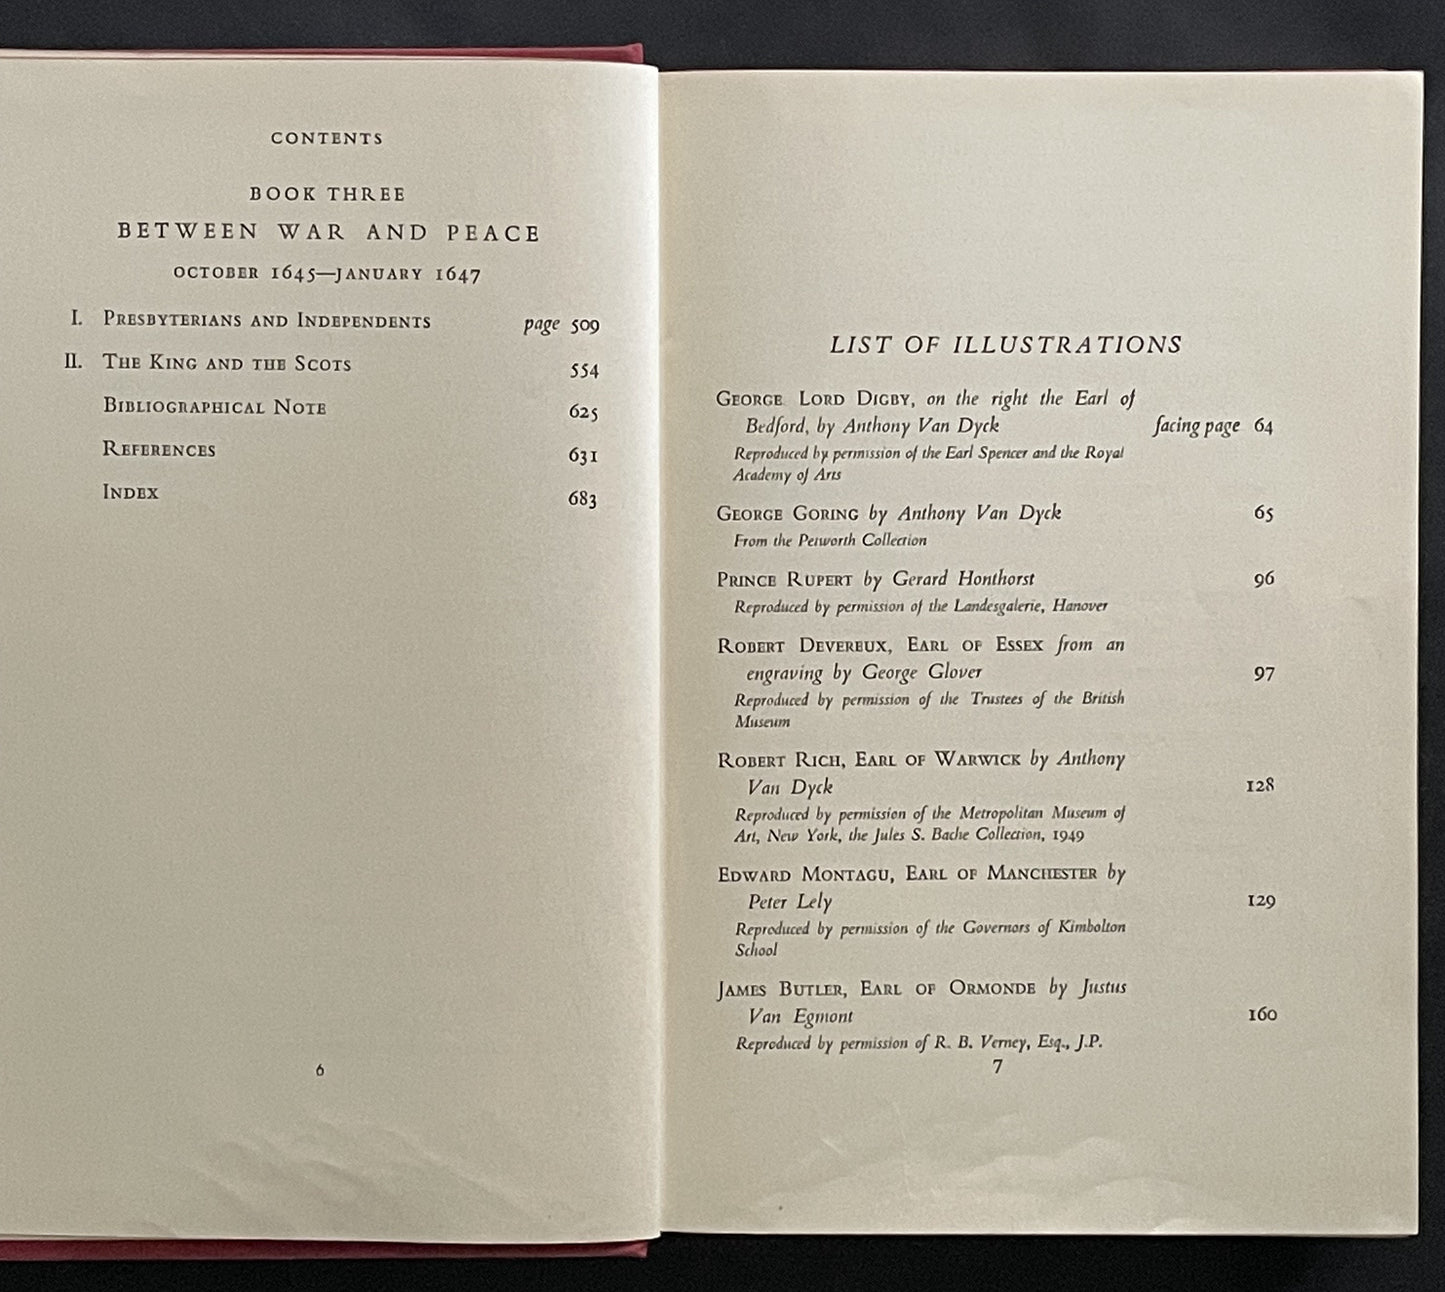 CONTENTS
BOOK THREE
BETWEEN WAR AND PEACE
OCTOBER 1645—JANUARY 1647
I. PRESBYTERIANS AND INDEPENDENTS page 509
II. THE KING AND THE SCOTS 554
BIBLIOGRAPHICAL NOTE 625
REFERENCES 631
INDEX 683
6
LIST OF ILLUSTRATIONS
GEORGE LORD DIGBY, on the right the Earl of
Bedford, by Anthony Van Dyck facing page 64
Reproduced by permission of the Earl Spencer and the Royal
Academy of Arts
GEORGE GORING by Anthony Van Dyck 65
From the Petworth Collection
PRINCE RUPERT by Gerard Honthorst 96
Reproduced by permission of the Landesgalerie, Hanover
ROBERT DEVEREUX, EARL OF ESSEX from an
engraving by George Glover 97
Reproduced by permission of the Trustees of the British
Museum
ROBERT RICH, EARL OF WARWICK by Anthony
Van Dyck 128
Reproduced by permission of the Metropolitan Museum of
Art, New York, the Jules S. Bache Collection, 1949
EDWARD MONTAGU, EARL OF MANCHESTER by
Peter Lely 129
Reproduced by permission of the Governors of Kimbolton
School
JAMES BUTLER, EARL OF ORMONDE by Justus
Van Egmont 160
Reproduced by permission of R. B. Verney, Esq., J.P.
7